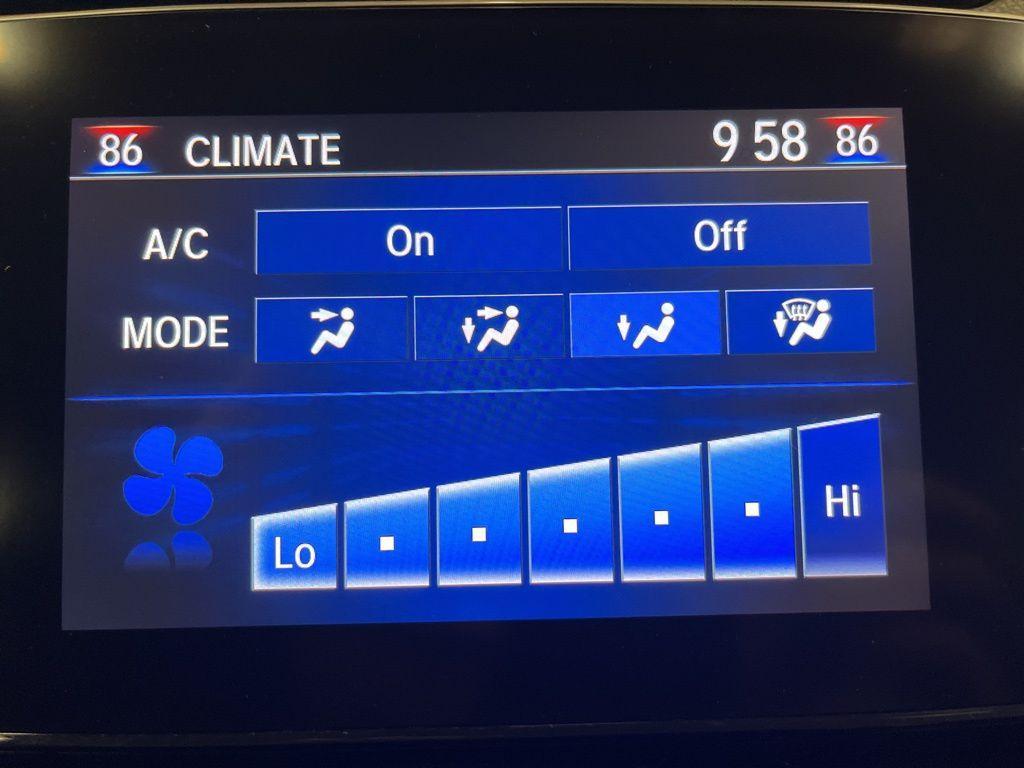 86 CLIMATE 9 58 86
A/C On Off
MODE
Lo Hi